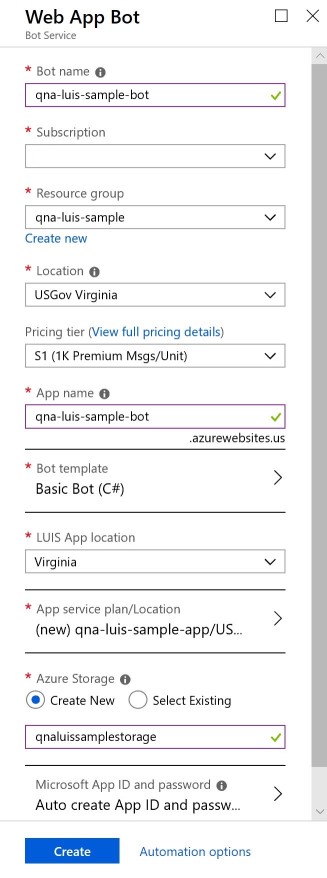 Web App Bot
Bot Service
* Bot name
qna-luis-sample-bot
* Subscription
* Resource group
qna-luis-sample
Create new
* Location
USGov Virginia
Pricing tier (View full pricing details)
S1 (1K Premium Msgs/Unit)
* App name
qna-luis-sample-bot
.azurewebsites.us
* Bot template
Basic Bot (C#)
* LUIS App location
Virginia
* App service plan/Location
(new) qna-luis-sample-app/US...
* Azure Storage
Create New Select Existing
qnaluissamplestorage
Microsoft App ID and password
Auto create App ID and passw...
Create Automation options